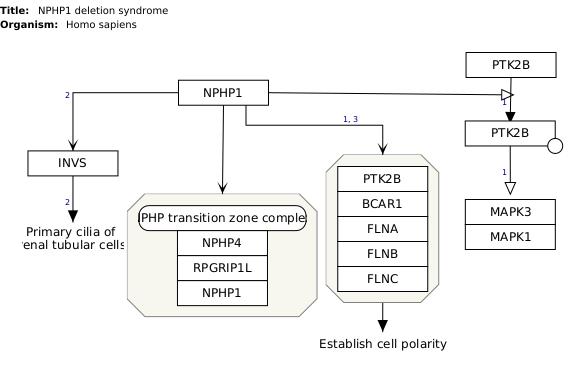 Title: NPHP1 deletion syndrome
Organism: Homo sapiens
PTK2B
NPHP1
2
1
1, 3
PTK2B
INVS
PTK2B
1
BCAR1
2
MAPK3
FLNA
MAPK1
Primary cilia of
renal tubular cells
NPHP transition zone comple
NPHP4
FLNB
RPGRIP1L
FLNC
NPHP1
Establish cell polarity